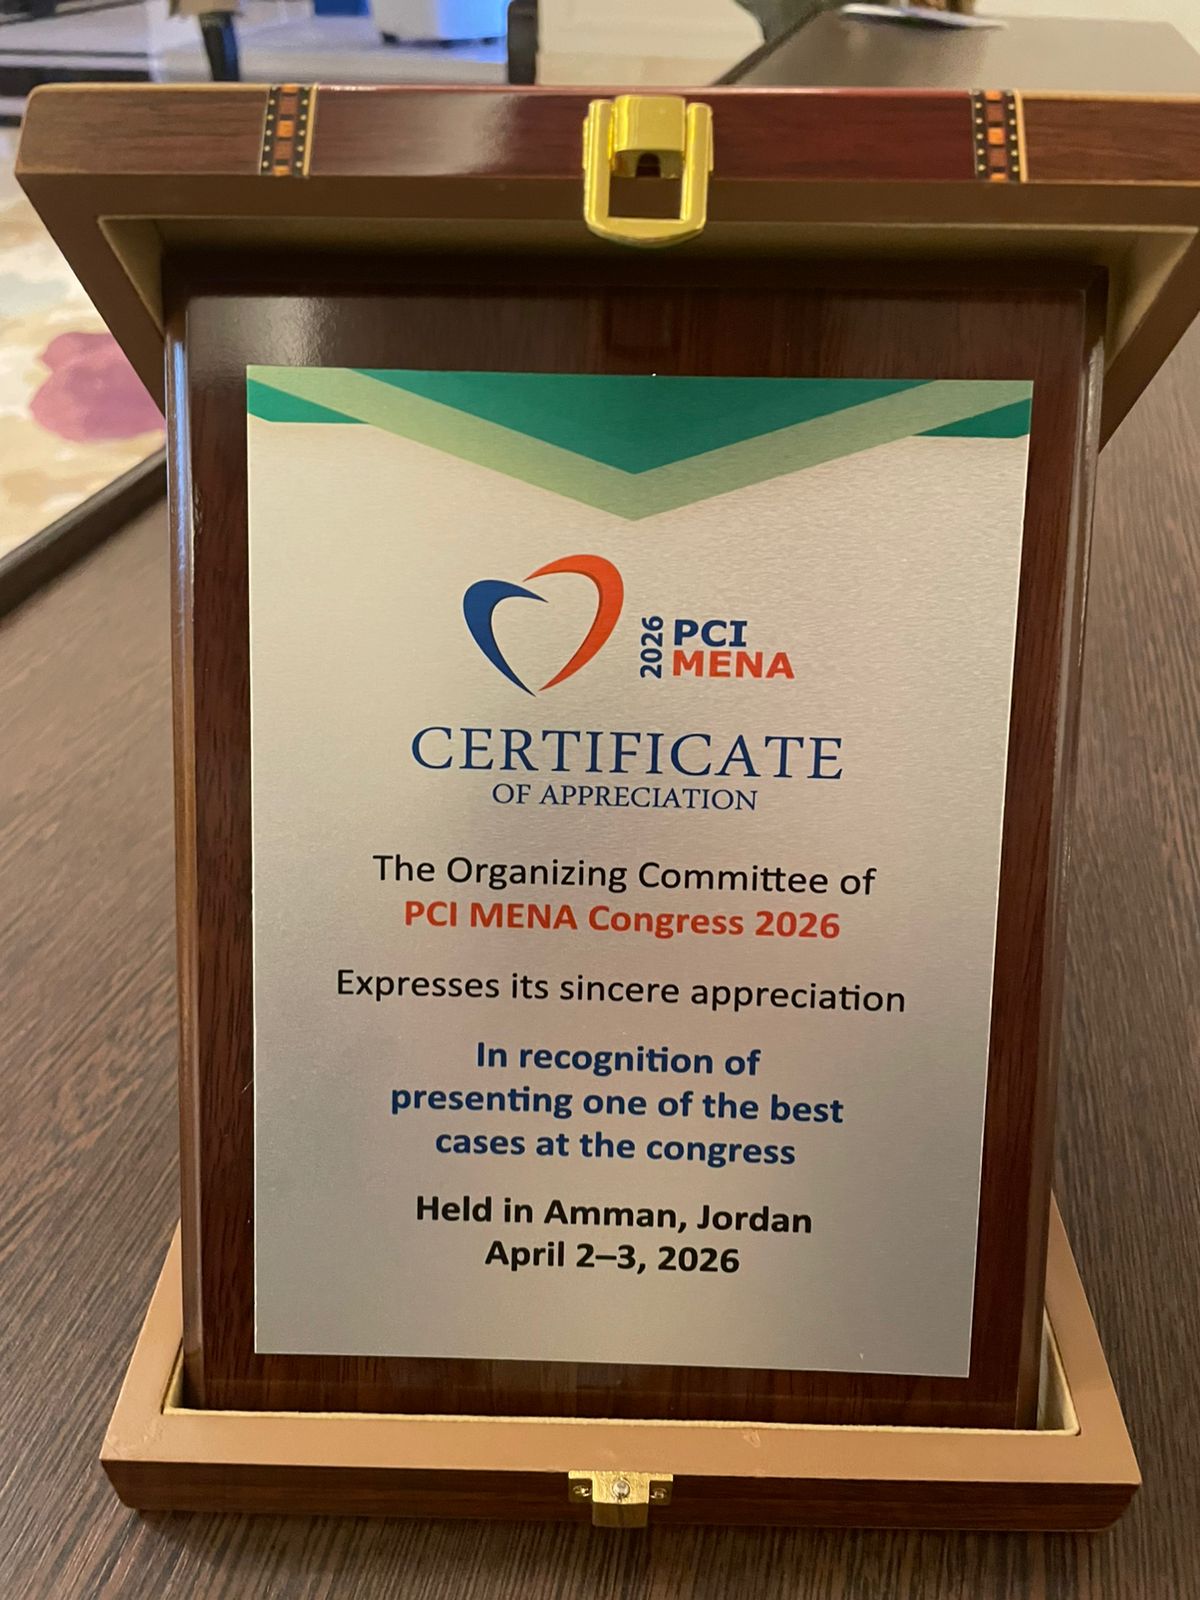 2026
PCI
MENA
CERTIFICATE
OF APPRECIATION
The Organizing Committee of
PCI MENA Congress 2026
Expresses its sincere appreciation
In recognition of
presenting one of the best
cases at the congress
Held in Amman, Jordan
April 2–3, 2026